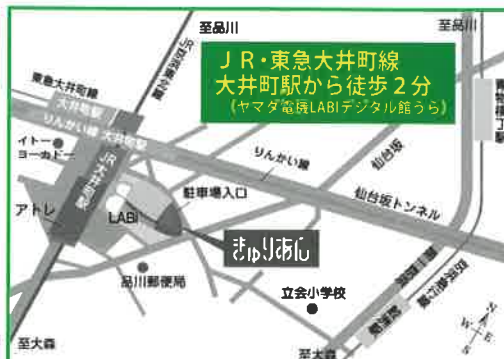 至品川
至品川
JR・東急大井町線
大井町駅から徒歩2分
(ヤマダ電機LABIデジタル館うら)
東急大井町線
大井町駅
りんかい線 大井町駅
JR大井町駅
イトー
ヨーカドー
アトレ
LABI
駐車場入口
りんかい線
仙台坂
仙台坂トンネル
きゅりあん
品川郵便局
立会小学校
至大森
至大森
N
W
E
S